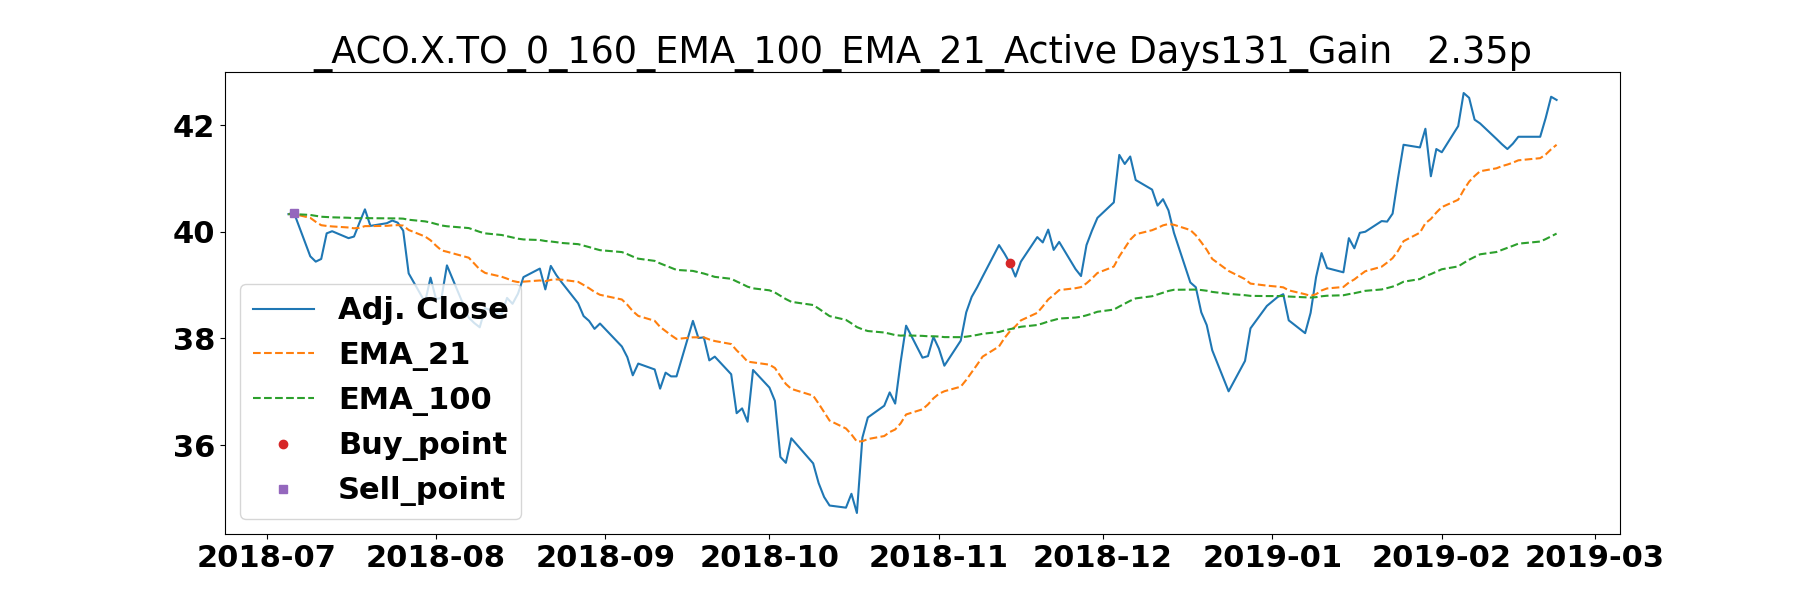 _ACO.X.TO_0_160_EMA_100_EMA_21_Active Days131_Gain   2.35p
42
40
38
36
Adj. Close
EMA_21
EMA_100
Buy_point
Sell_point
2018-07 2018-08 2018-09 2018-10 2018-11 2018-12 2019-01 2019-02 2019-03